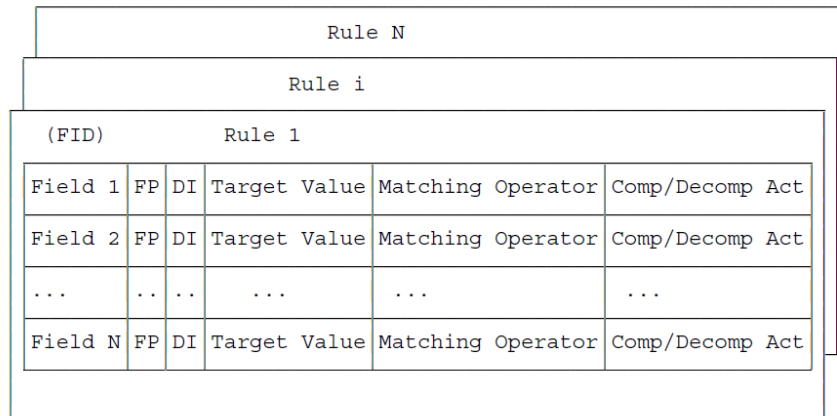 Rule N
Rule i
(FID) Rule 1
Field 1 FP DI Target Value Matching Operator Comp/Decomp Act
Field 2 FP DI Target Value Matching Operator Comp/Decomp Act
... .. .. ... ... ...
Field N FP DI Target Value Matching Operator Comp/Decomp Act